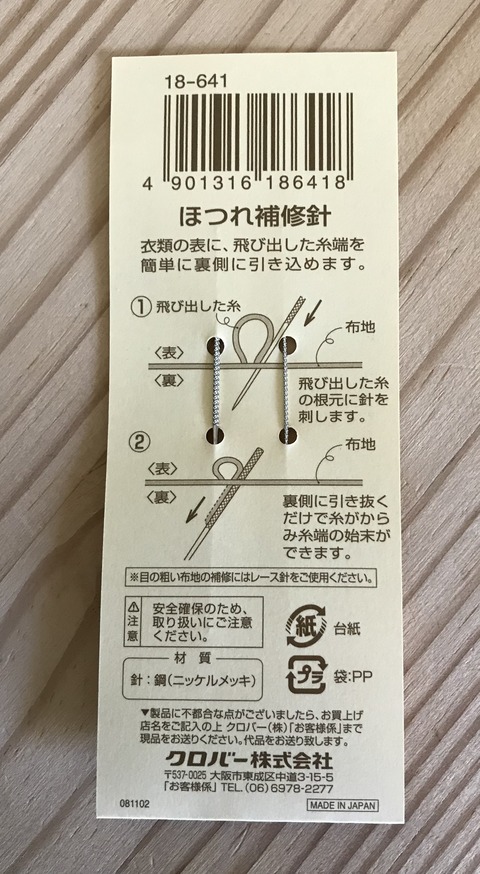 18-641
4 901316 186418
ほつれ補修針
衣類の表に、飛び出した糸端を
簡単に裏側に引き込めます。
① 飛び出した糸
布地
〈表〉
〈裏〉
飛び出した糸
の根元に針を
刺します。
②
布地
〈表〉
〈裏〉
裏側に引き抜く
だけで糸がから
み糸端の始末が
できます。
※目の粗い布地の補修にはレース針をご使用ください。
注意
安全確保のため、
取り扱いにご注意
ください。
紙 台紙
材質
針：鋼(ニッケルメッキ)
プラ 袋:PP
▼製品に不都合な点がございましたら、お買上げ
店名をご記入の上 クロバー(株)「お客様係」まで
現品をお送りください。代品をお送り致します。
クロバー株式会社
〒537-0025 大阪市東成区中道3-15-5
「お客様係」TEL.(06)6978-2277
081102
MADE IN JAPAN